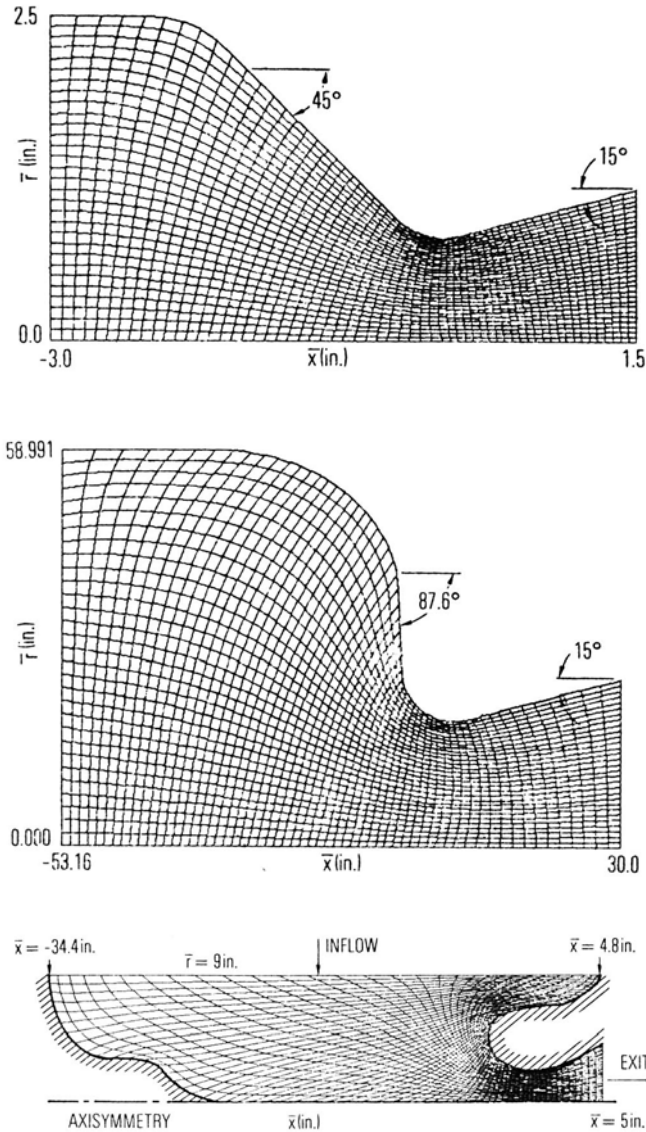 2.5
45°
15°
r̅ (in.)
0.0
-3.0
x̅ (in.)
1.5
58.991
87.6°
15°
r̅ (in.)
0.000
-53.16
x̅ (in.)
30.0
x̅ = -34.4 in.
r̅ = 9 in.
INFLOW
x̅ = 4.8 in.
EXIT
AXISYMMETRY
x̅ (in.)
x̅ = 5 in.